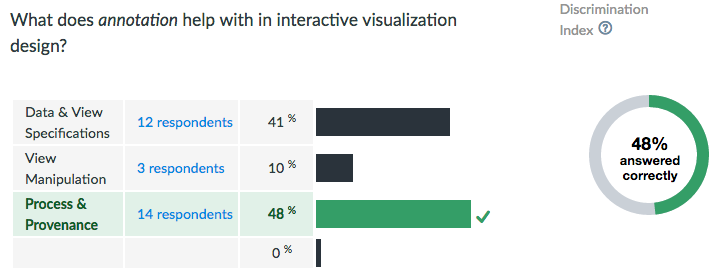 What does annotation help with in interactive visualization
design?
Discrimination
Index ?
Data & View
Specifications
12 respondents
41 %
View
Manipulation
3 respondents
10 %
Process &
Provenance
14 respondents
48 %
0 %
48%
answered
correctly